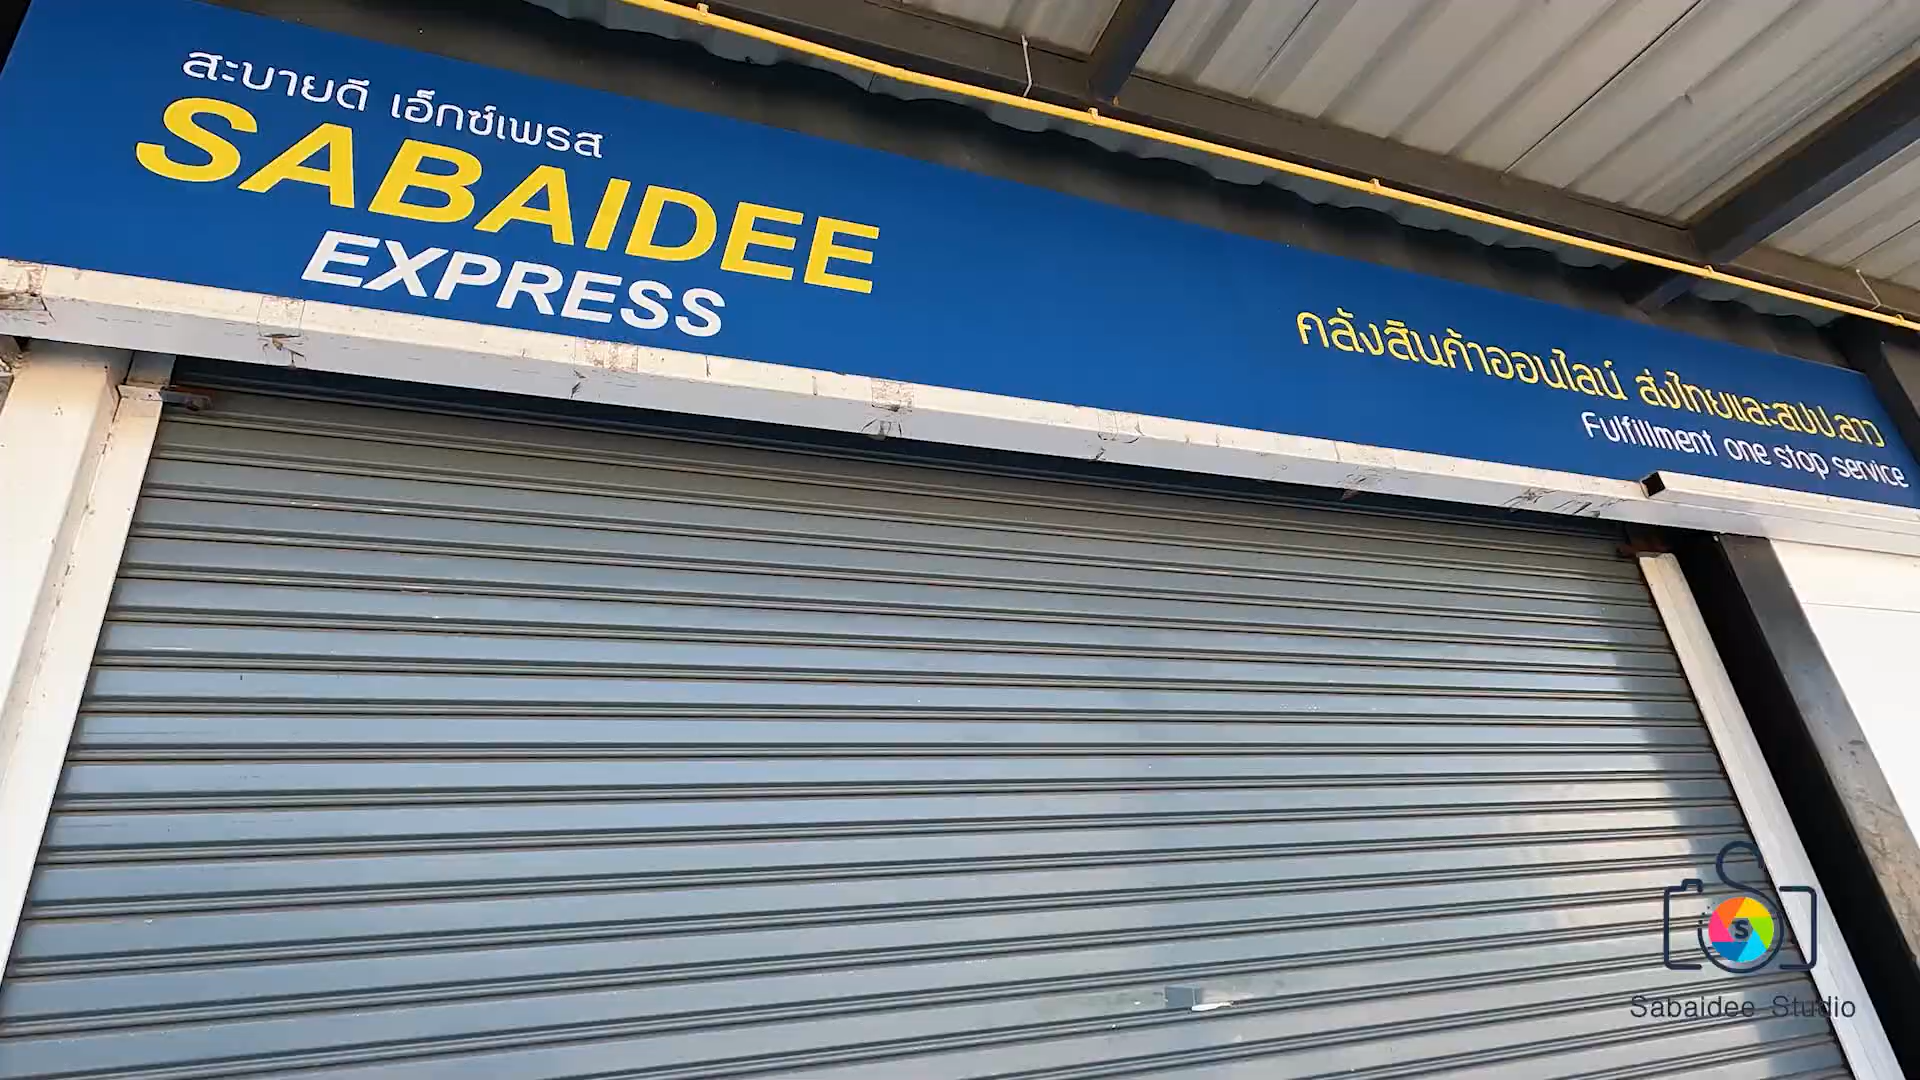 สะบายดี เอ็กซ์เพรส
SABAIDEE
EXPRESS
คลังสินค้าออนไลน์ ส่งไทยและสปป.ลาว
Fulfillment one stop service
S
Sabaidee Studio